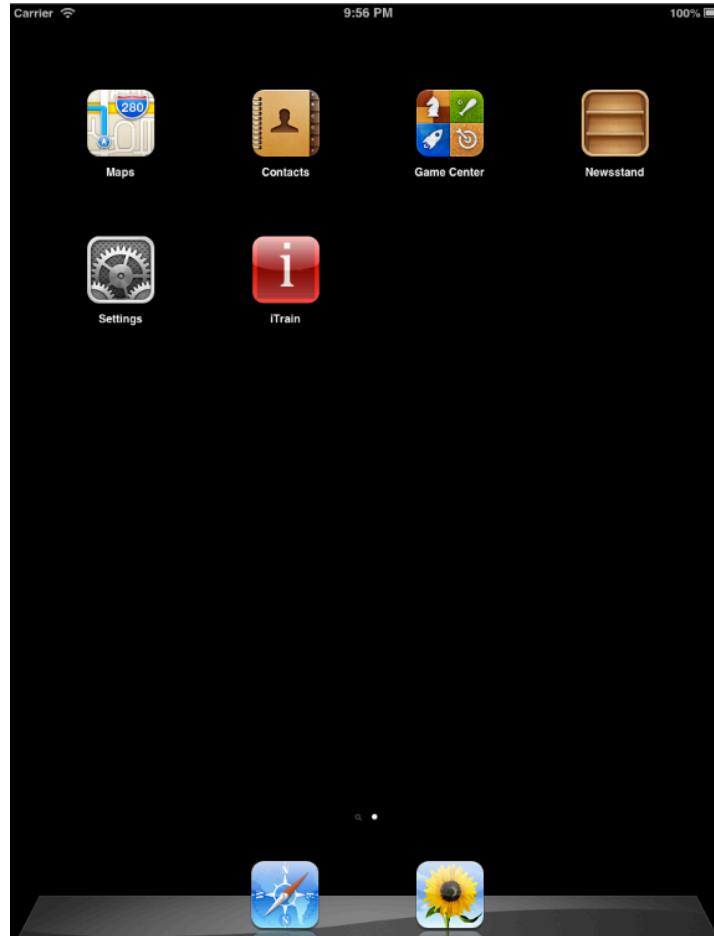 Carrier 9:56 PM 100%
280
Maps Contacts Game Center Newsstand
i
Settings iTrain
N
W E
S